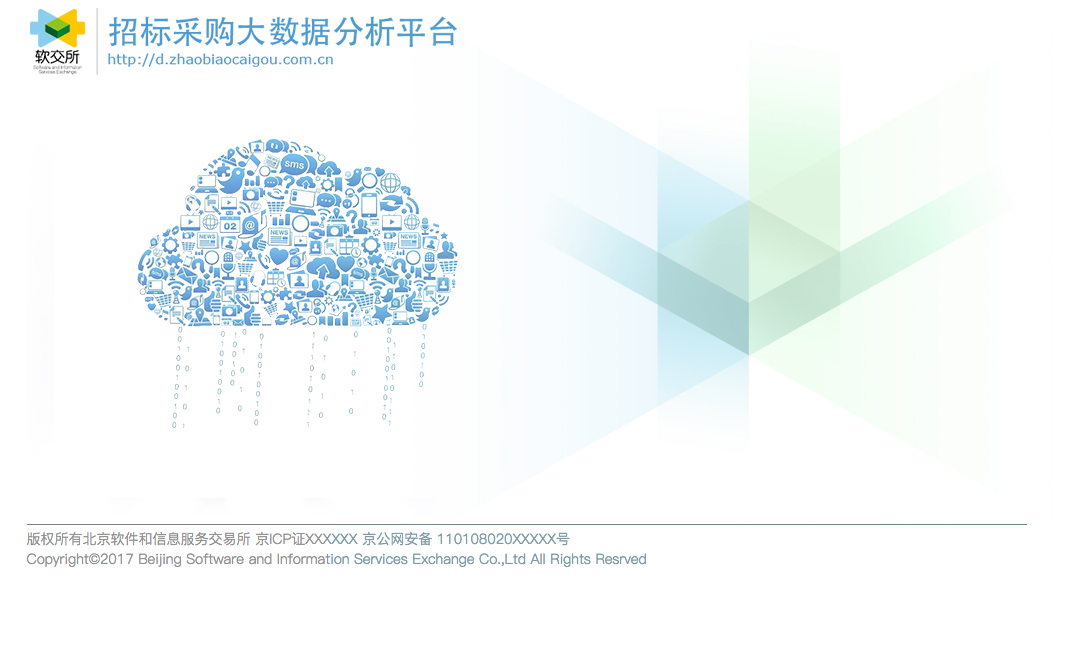 招标采购大数据分析平台
http://d.zhaobiaocaigou.com.cn
软交所
Software and Information
Services Exchange
sms
NEWS
02
@
NEWS
NEWS
NEWS
版权所有北京软件和信息服务交易所 京ICP证XXXXXX 京公网安备 110108020XXXXX号
Copyright©2017 Beijing Software and Information Services Exchange Co.,Ltd All Rights Resrved